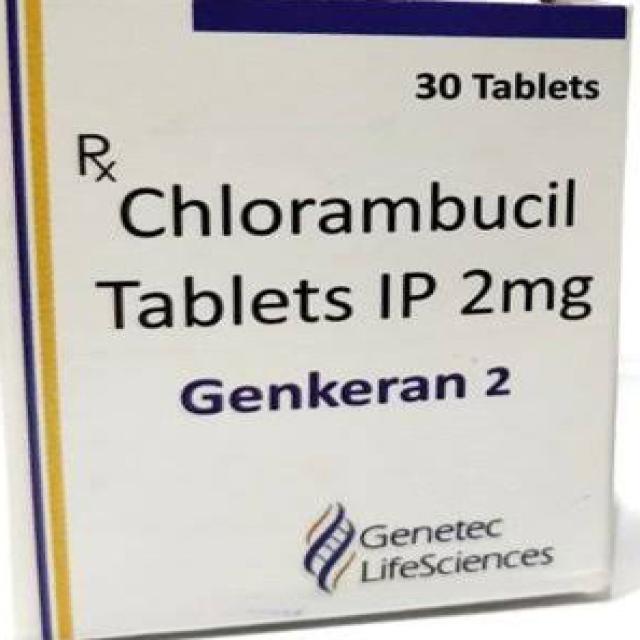 30 Tablets
Rx
Chlorambucil
Tablets IP 2mg
Genkeran 2
Genetec
LifeSciences